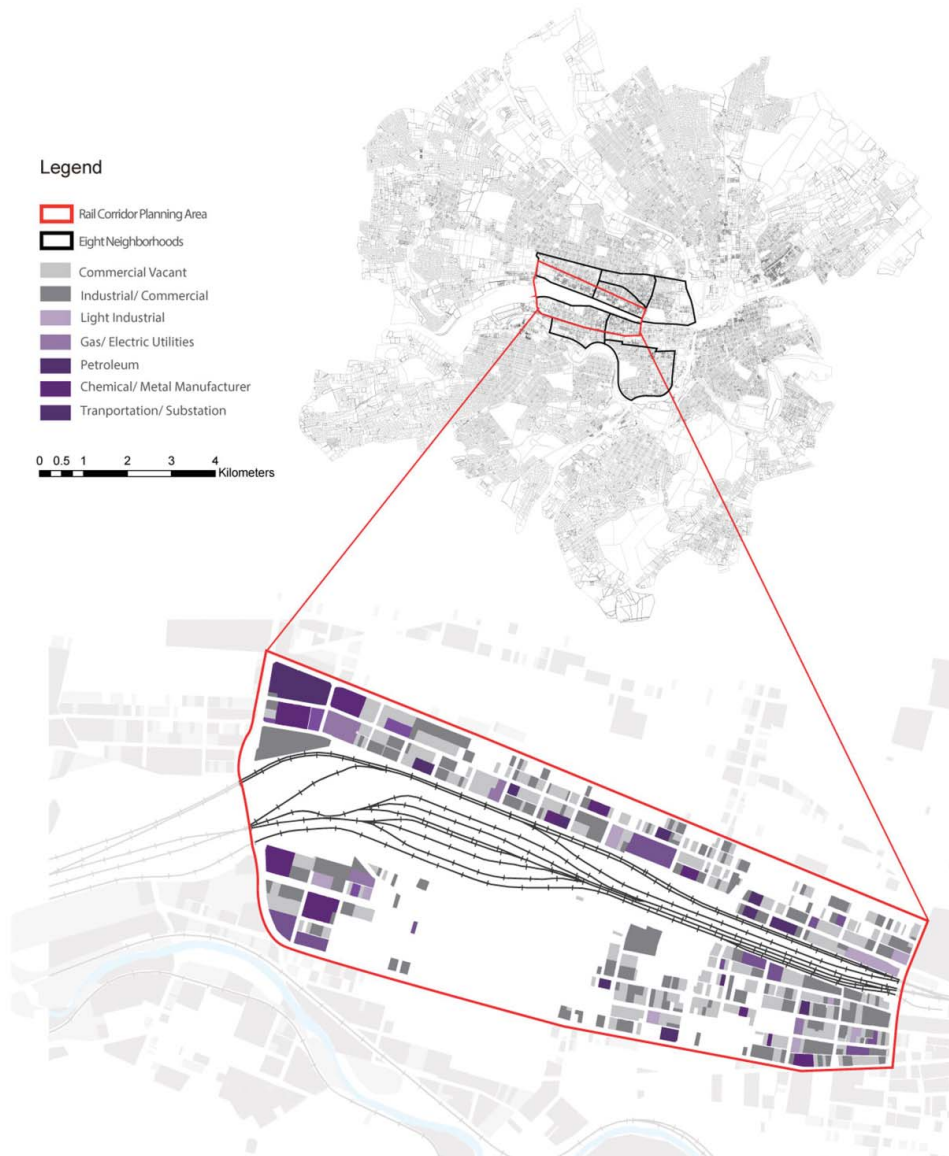 Legend
Rail Corridor Planning Area
Eight Neighborhoods
Commercial Vacant
Industrial/ Commercial
Light Industrial
Gas/ Electric Utilities
Petroleum
Chemical/ Metal Manufacturer
Tranportation/ Substation
0 0.5 1 2 3 4
Kilometers